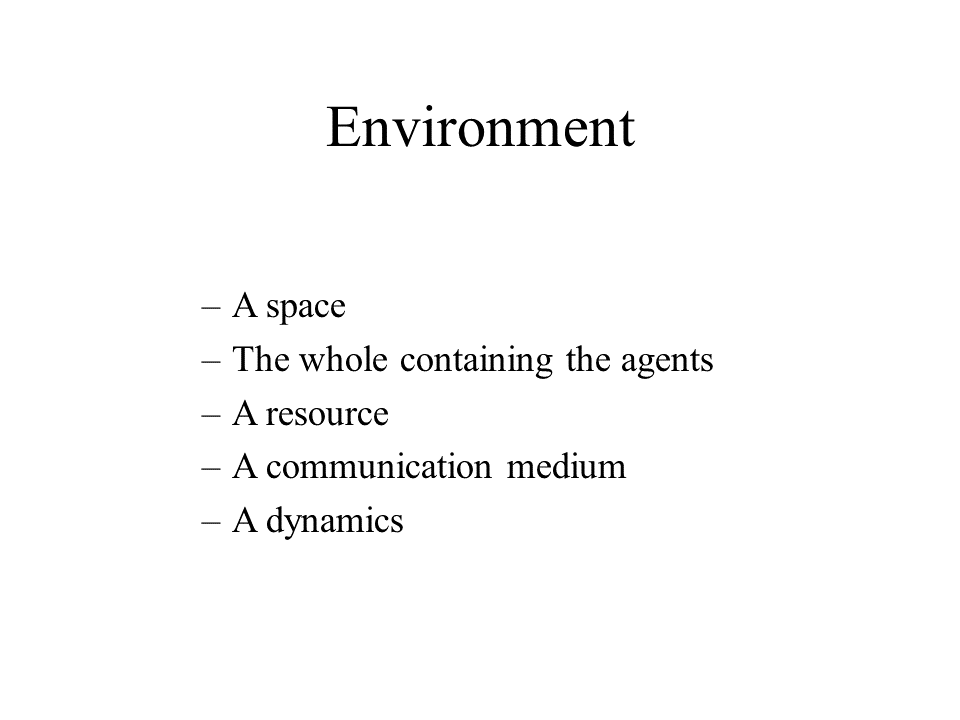 Environment
– A space
– The whole containing the agents
– A resource
– A communication medium
– A dynamics